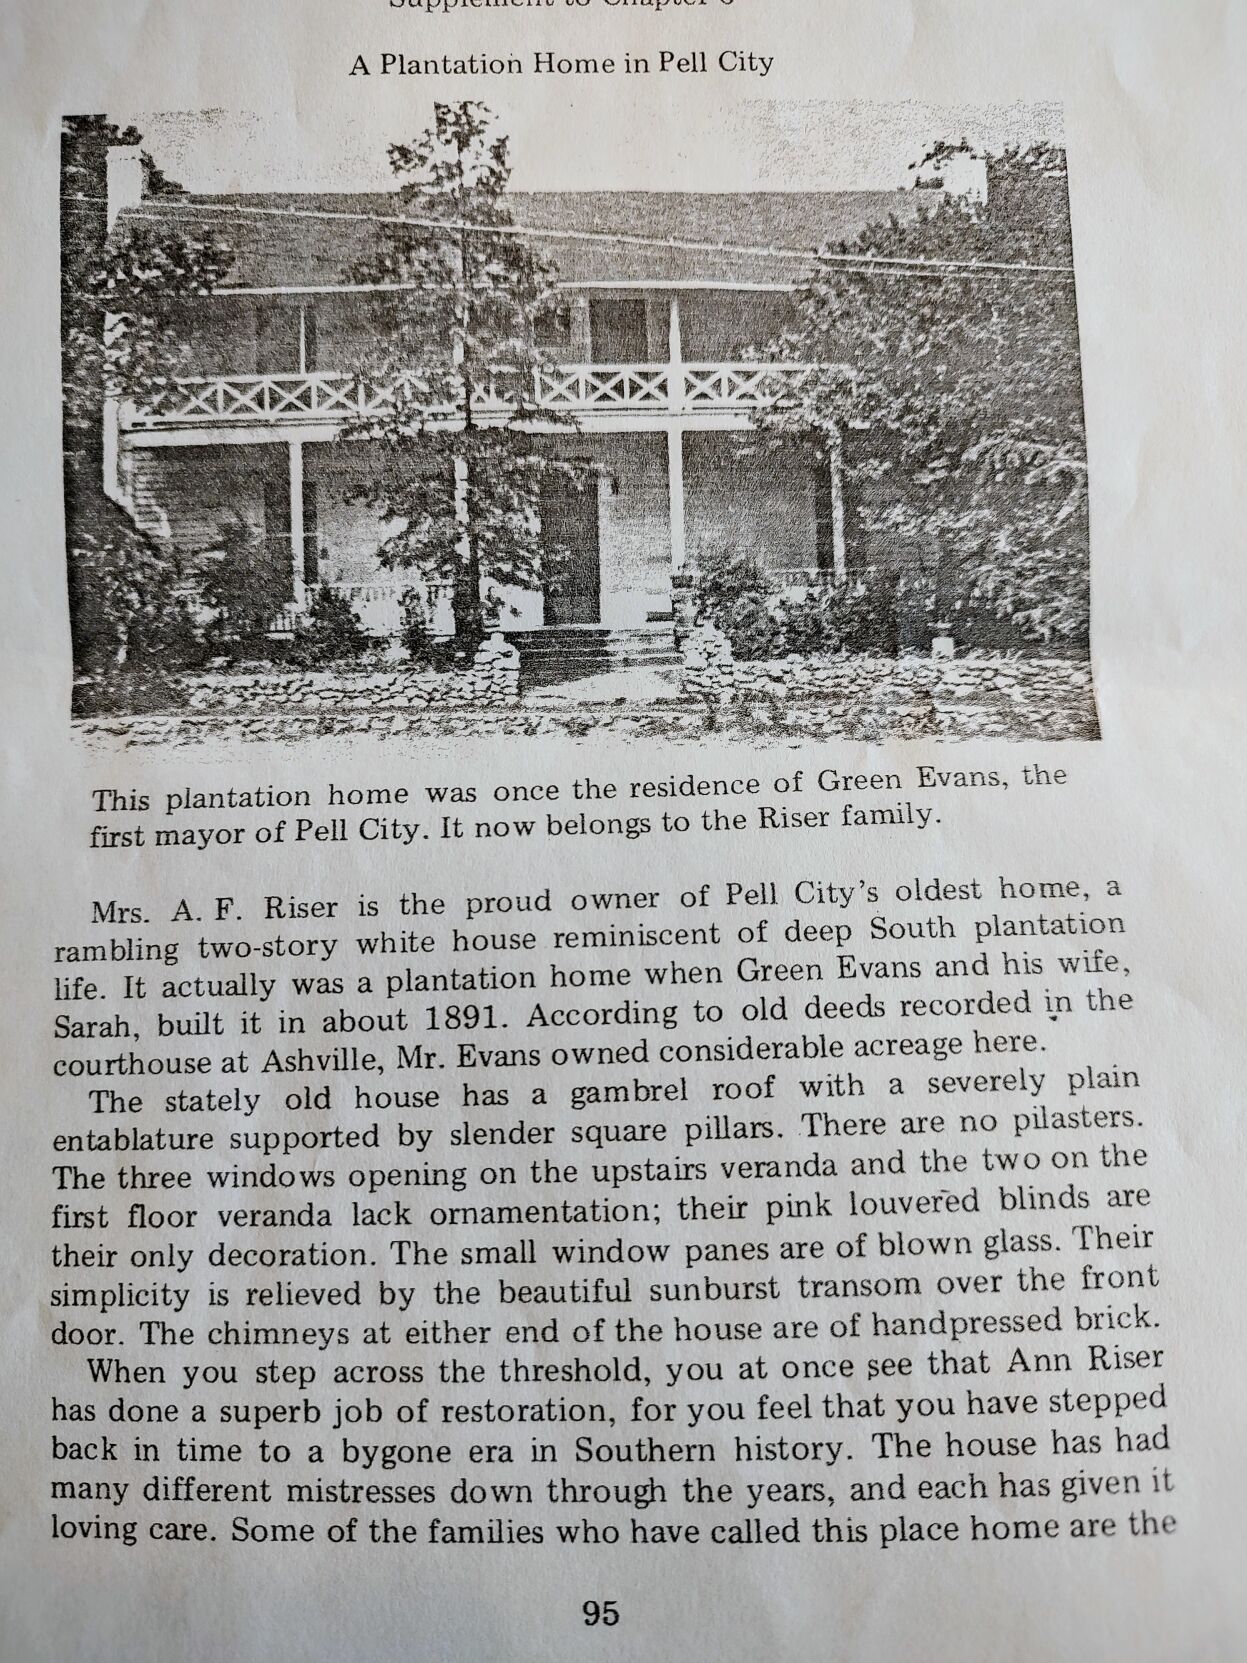 Supplement to Chapter 6
A Plantation Home in Pell City
This plantation home was once the residence of Green Evans, the
first mayor of Pell City. It now belongs to the Riser family.
Mrs. A. F. Riser is the proud owner of Pell City's oldest home, a
rambling two-story white house reminiscent of deep South plantation
life. It actually was a plantation home when Green Evans and his wife,
Sarah, built it in about 1891. According to old deeds recorded in the
courthouse at Ashville, Mr. Evans owned considerable acreage here.
The stately old house has a gambrel roof with a severely plain
entablature supported by slender square pillars. There are no pilasters.
The three windows opening on the upstairs veranda and the two on the
first floor veranda lack ornamentation; their pink louvered blinds are
their only decoration. The small window panes are of blown glass. Their
simplicity is relieved by the beautiful sunburst transom over the front
door. The chimneys at either end of the house are of handpressed brick.
When you step across the threshold, you at once see that Ann Riser
has done a superb job of restoration, for you feel that you have stepped
back in time to a bygone era in Southern history. The house has had
many different mistresses down through the years, and each has given it
loving care. Some of the families who have called this place home are the
95